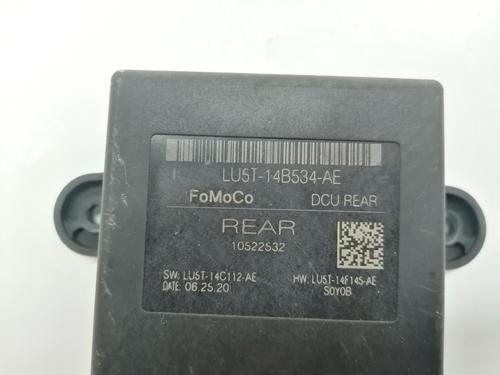 LU5T-14B534-AE
FoMoCo DCU REAR
REAR
10522532
SW: LU5T-14C112-AE HW: LU5T-14F145-AE
DATE: 06.25.20 S0Y0B